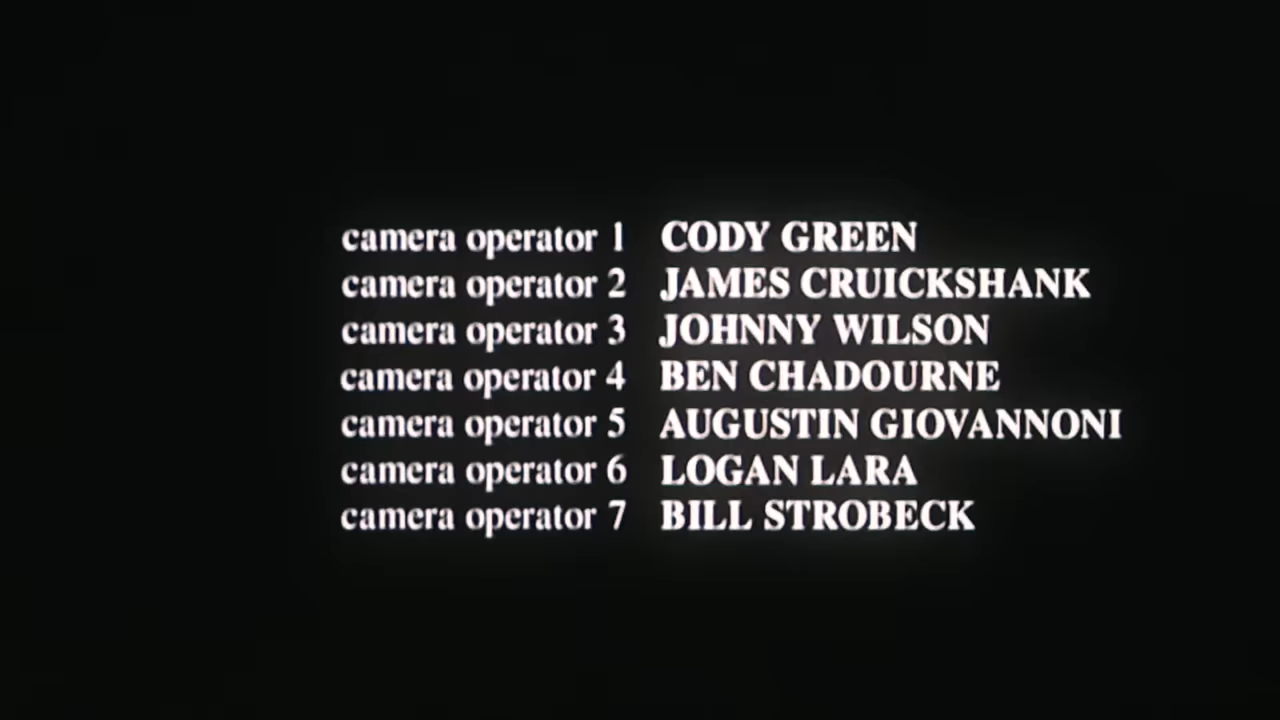 camera operator 1 CODY GREEN
camera operator 2 JAMES CRUICKSHANK
camera operator 3 JOHNNY WILSON
camera operator 4 BEN CHADOURNE
camera operator 5 AUGUSTIN GIOVANNONI
camera operator 6 LOGAN LARA
camera operator 7 BILL STROBECK